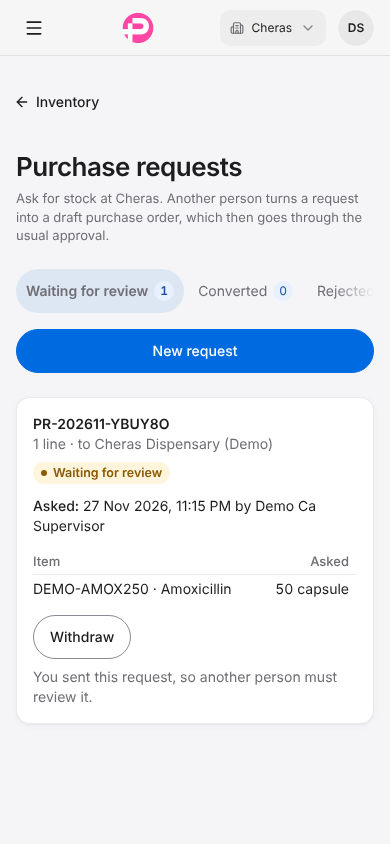 Cheras
DS
Inventory
Purchase requests
Ask for stock at Cheras. Another person turns a request
into a draft purchase order, which then goes through the
usual approval.
Waiting for review 1
Converted 0
Rejected
New request
PR-202611-YBUY8O
1 line · to Cheras Dispensary (Demo)
Waiting for review
Asked: 27 Nov 2026, 11:15 PM by Demo Ca
Supervisor
Item Asked
DEMO-AMOX250 · Amoxicillin 50 capsule
Withdraw
You sent this request, so another person must
review it.